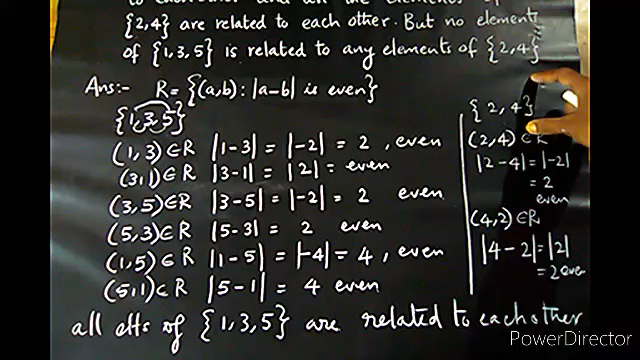 {2,4} are related to each other. But no element
of {1,3,5} is related to any elements of {2,4}
Ans:- R = {(a,b) : |a-b| is even}
{1,3,5}
(1,3)∈R |1-3| = |-2| = 2, even
(3,1)∈R |3-1| = |2| = even
(3,5)∈R |3-5| = |-2| = 2 even
(5,3)∈R |5-3| = 2 even
(1,5)∈R |1-5| = |-4| = 4, even
(5,1)∈R |5-1| = 4 even
{2,4}
(2,4)∈R
|2-4|=|-2|
= 2
even
(4,2)∈R
|4-2|=|2|
= 2 even
all elts of {1,3,5} are related to each other
PowerDirector